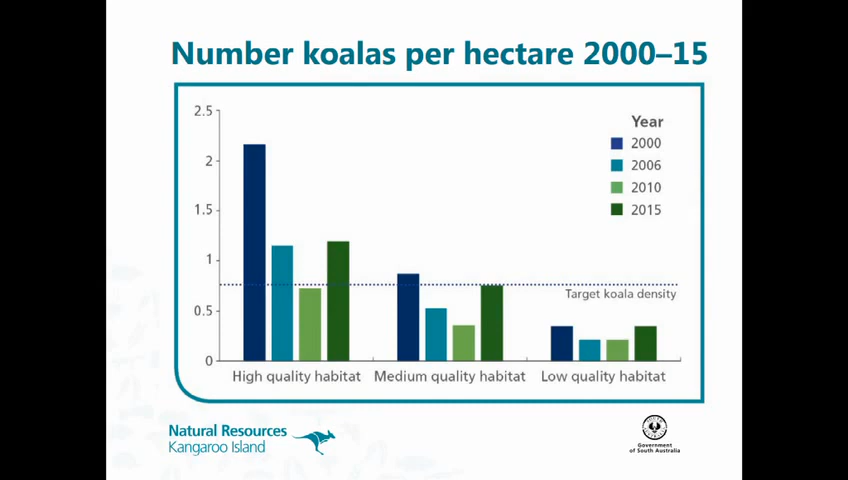 Number koalas per hectare 2000–15
2.5
2
1.5
1
0.5
0
Year
2000
2006
2010
2015
Target koala density
High quality habitat
Medium quality habitat
Low quality habitat
Natural Resources
Kangaroo Island
Government
of South Australia